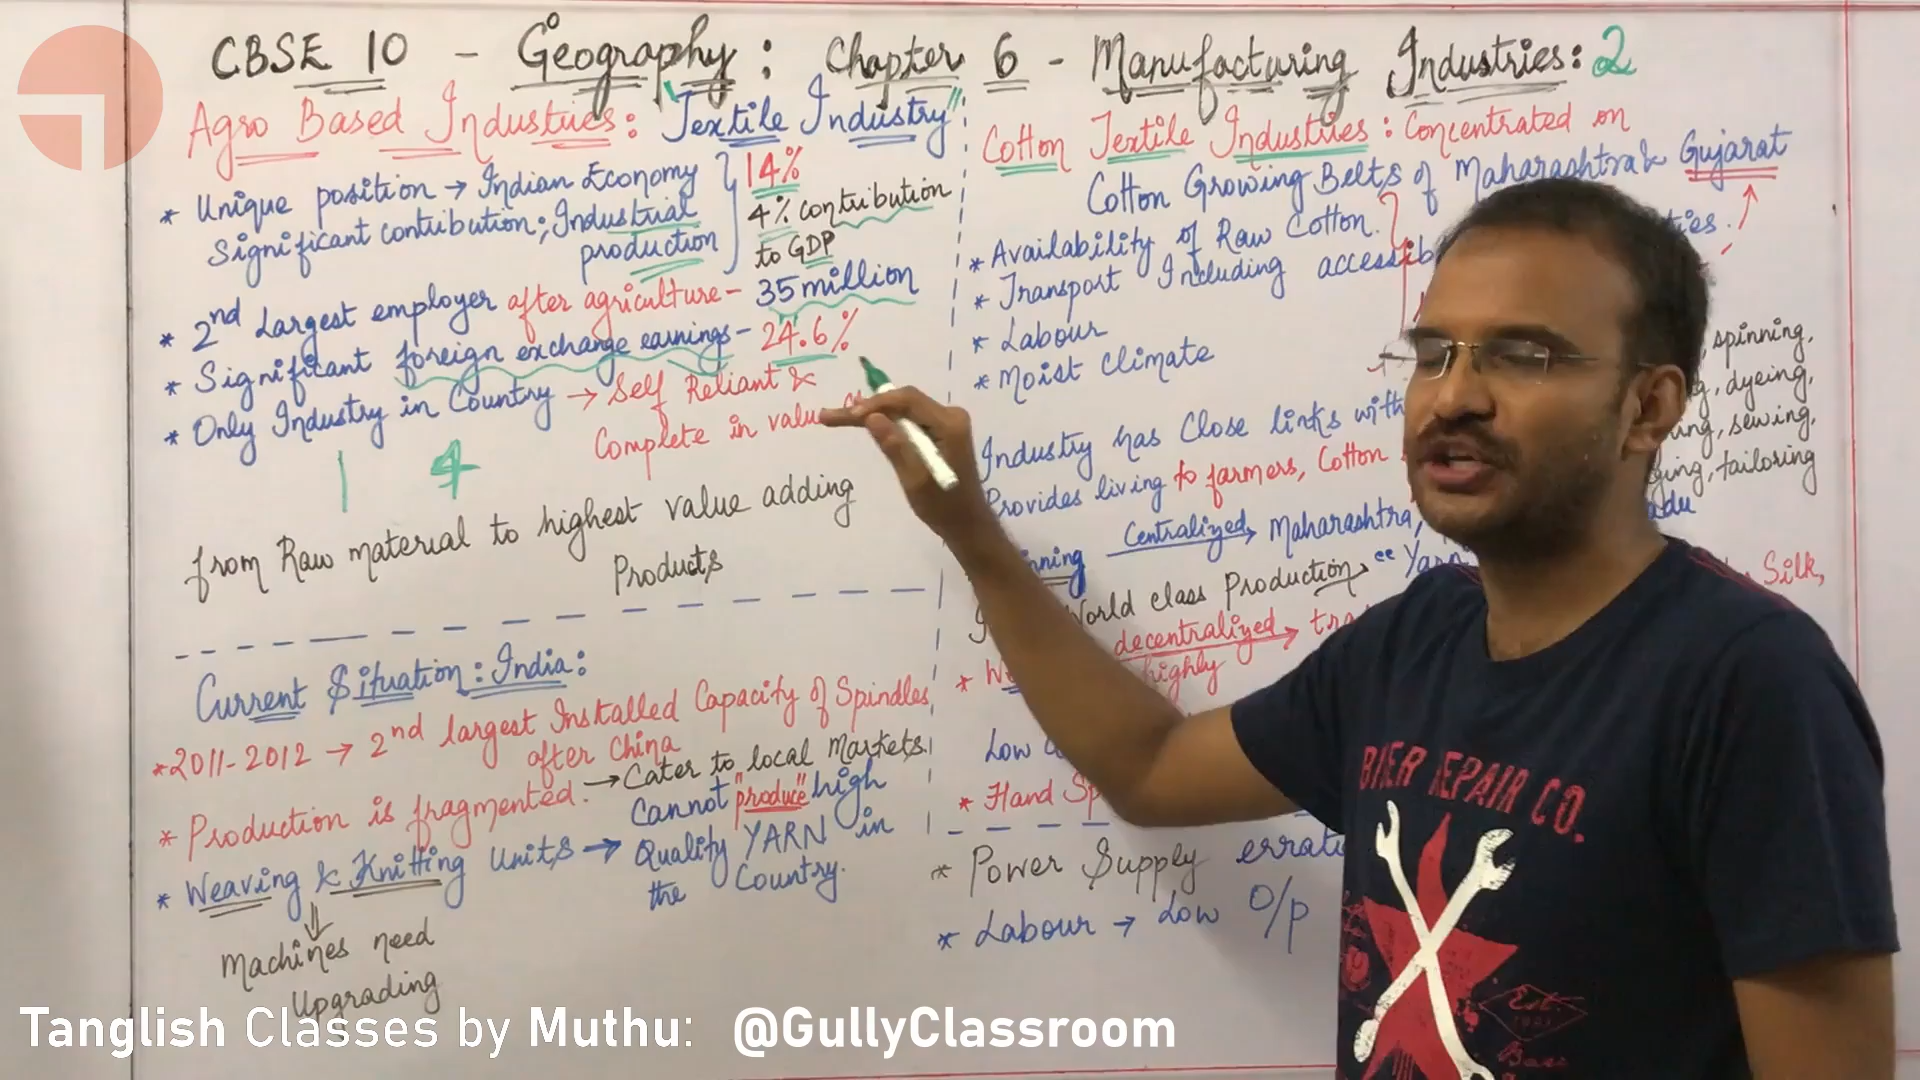 CBSE 10 - Geography: Chapter 6 - Manufacturing Industries: 2
Agro Based Industries: "Textile Industry":
* Unique position → Indian Economy
Significant contribution; Industrial
production
14%
4% contribution
to GDP
* 2nd Largest employer after agriculture - 35 million
* Significant foreign exchange earnings - 24.6%
* Only Industry in Country → Self Reliant &
Complete in value
1 4
from Raw material to highest value adding
Products
Current Situation: India:
* 2011-2012 → 2nd largest Installed Capacity of Spindles
after China
* Production is fragmented. → Cater to local Markets.
* Weaving & Knitting Units → Cannot "produce" high
Quality YARN in
the Country.
Machines need
Upgrading
Cotton Textile Industries: Concentrated on
Cotton Growing Belts of Maharashtra & Gujarat
* Availability of Raw Cotton.
* Transport Including
* Labour
* Moist Climate
Industry has Close links with
Provides living to farmers, Cotton
spinning,
dyeing,
sewing,
tailoring
Centralized → Maharashtra,
World class Production → "Yarn
decentralized →
highly
Silk,
Low
* Hand
* Power Supply
* Labour → Low O/p
BIKER REPAIR CO.
Tanglish Classes by Muthu: @GullyClassroom